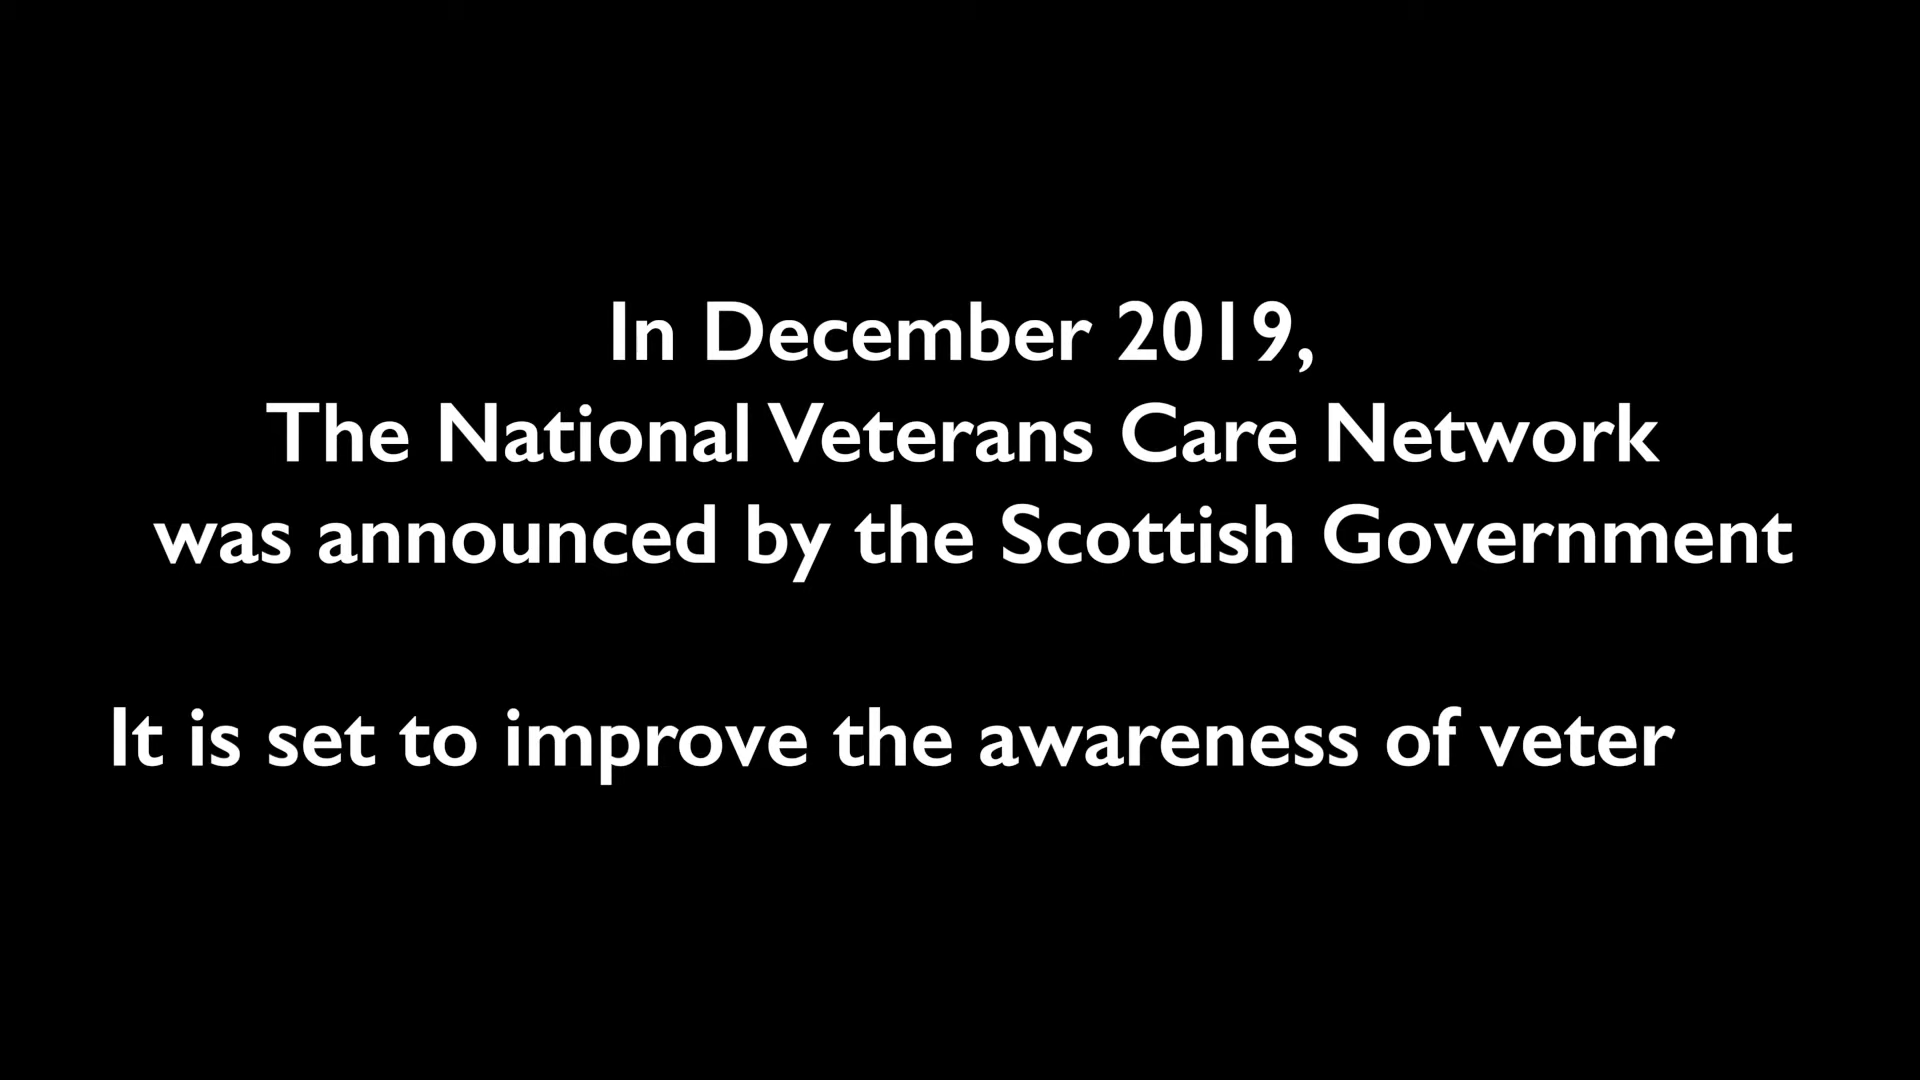 In December 2019,
The National Veterans Care Network
was announced by the Scottish Government
It is set to improve the awareness of veter